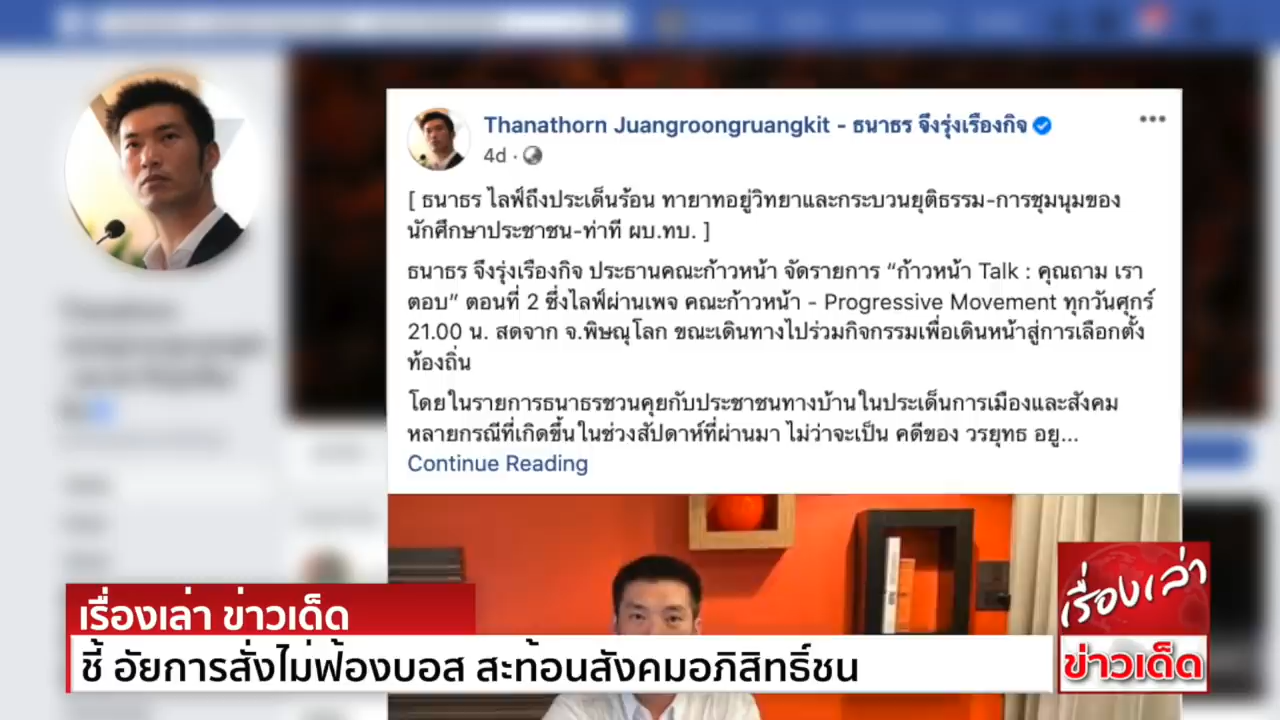 Thanathorn Juangroongruangkit - ธนาธร จึงรุ่งเรืองกิจ
4d ·
[ ธนาธร ไลฟ์ถึงประเด็นร้อน ทายาทอยู่วิทยาและกระบวนยุติธรรม-การชุมนุมของ
นักศึกษาประชาชน-ท่าที ผบ.ทบ. ]
ธนาธร จึงรุ่งเรืองกิจ ประธานคณะก้าวหน้า จัดรายการ “ก้าวหน้า Talk : คุณถาม เรา
ตอบ” ตอนที่ 2 ซึ่งไลฟ์ผ่านเพจ คณะก้าวหน้า - Progressive Movement ทุกวันศุกร์
21.00 น. สดจาก จ.พิษณุโลก ขณะเดินทางไปร่วมกิจกรรมเพื่อเดินหน้าสู่การเลือกตั้ง
ท้องถิ่น
โดยในรายการธนาธรชวนคุยกับประชาชนทางบ้านในประเด็นการเมืองและสังคม
หลายกรณีที่เกิดขึ้นในช่วงสัปดาห์ที่ผ่านมา ไม่ว่าจะเป็น คดีของ วรยุทธ อยู...
Continue Reading
เรื่องเล่า ข่าวเด็ด
ชี้ อัยการสั่งไม่ฟ้องบอส สะท้อนสังคมอภิสิทธิ์ชน
เรื่องเล่า
ข่าวเด็ด